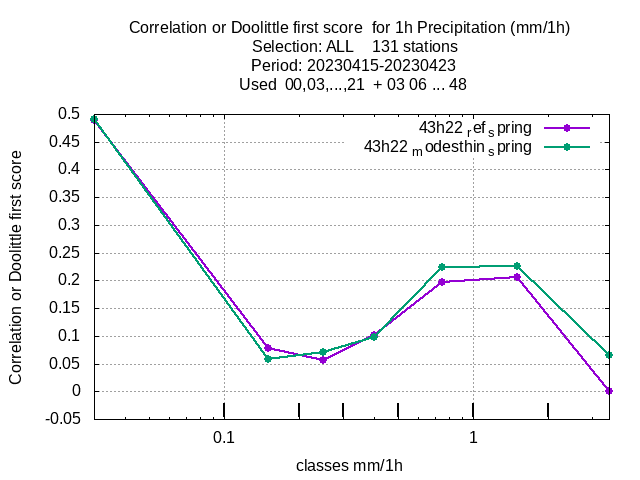 Correlation or Doolittle first score  for 1h Precipitation (mm/1h)
Selection: ALL    131 stations
Period: 20230415-20230423
Used  00,03,...,21  + 03 06 ... 48
43h22 ref spring
43h22 modesthin spring
Correlation or Doolittle first score
0.5
0.45
0.4
0.35
0.3
0.25
0.2
0.15
0.1
0.05
0
-0.05
0.1
1
classes mm/1h